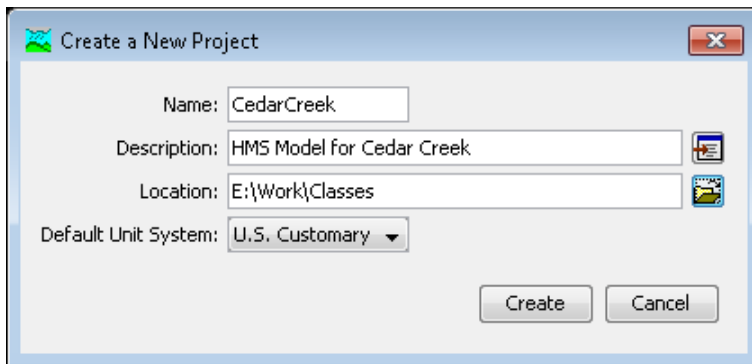 Create a New Project
Name: CedarCreek
Description: HMS Model for Cedar Creek
Location: E:\Work\Classes
Default Unit System: U.S. Customary
Create Cancel